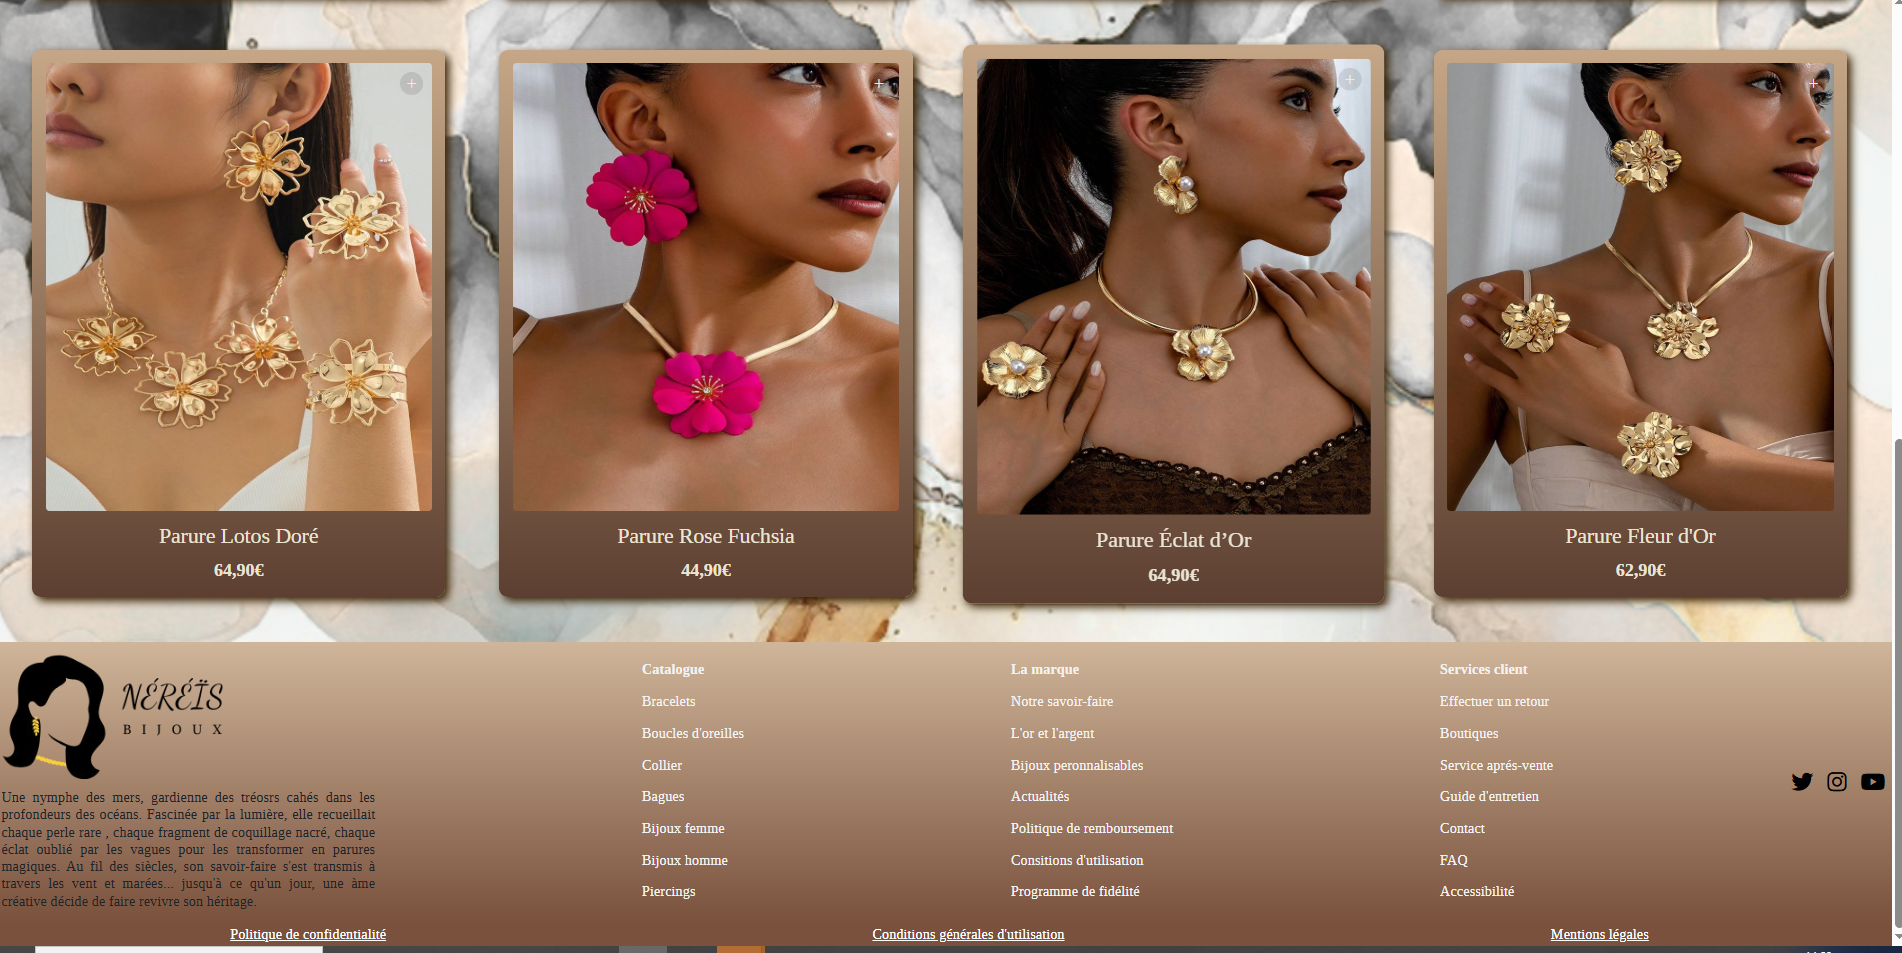 +
+
+
+
Parure Lotos Doré
64,90€
Parure Rose Fuchsia
44,90€
Parure Éclat d’Or
64,90€
Parure Fleur d'Or
62,90€
NÉRÉÏS
BIJOUX
Une nymphe des mers, gardienne des tréosrs cahés dans les
profondeurs des océans. Fascinée par la lumière, elle recueillait
chaque perle rare , chaque fragment de coquillage nacré, chaque
éclat oublié par les vagues pour les transformer en parures
magiques. Au fil des siècles, son savoir-faire s'est transmis à
travers les vent et marées... jusqu'à ce qu'un jour, une âme
créative décide de faire revivre son héritage.
Catalogue
Bracelets
Boucles d'oreilles
Collier
Bagues
Bijoux femme
Bijoux homme
Piercings
La marque
Notre savoir-faire
L'or et l'argent
Bijoux peronnalisables
Actualités
Politique de remboursement
Consitions d'utilisation
Programme de fidélité
Services client
Effectuer un retour
Boutiques
Service aprés-vente
Guide d'entretien
Contact
FAQ
Accessibilité
Politique de confidentialité
Conditions générales d'utilisation
Mentions légales